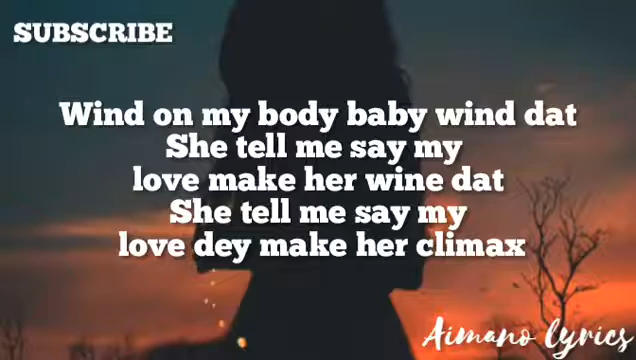 SUBSCRIBE
Wind on my body baby wind dat
She tell me say my
love make her wine dat
She tell me say my
love dey make her climax
Aimano lyrics